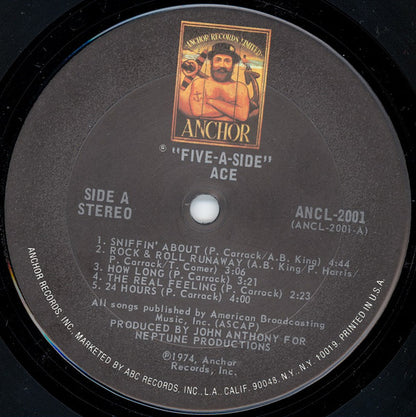 ANCHOR RECORDS LIMITED
ANCHOR
℗ "FIVE-A-SIDE"
ACE
SIDE A
STEREO
ANCL-2001
(ANCL-2001-A)
1. SNIFFIN' ABOUT (P. Carrack/A.B. King) 4:44
2. ROCK & ROLL RUNAWAY (A.B. King/P. Harris/
P. Carrack/T. Comer) 3:06
3. HOW LONG (P. Carrack) 3:21
4. THE REAL FEELING (P. Carrack) 2:23
5. 24 HOURS (P. Carrack) 4:00
All songs published by American Broadcasting
Music, Inc. (ASCAP)
PRODUCED BY JOHN ANTHONY FOR
NEPTUNE PRODUCTIONS
℗1974, Anchor
Records, Inc.
ANCHOR RECORDS, INC. MARKETED BY ABC RECORDS, INC., L.A., CALIF. 90048, N.Y., N.Y., 10019. PRINTED IN U.S.A.